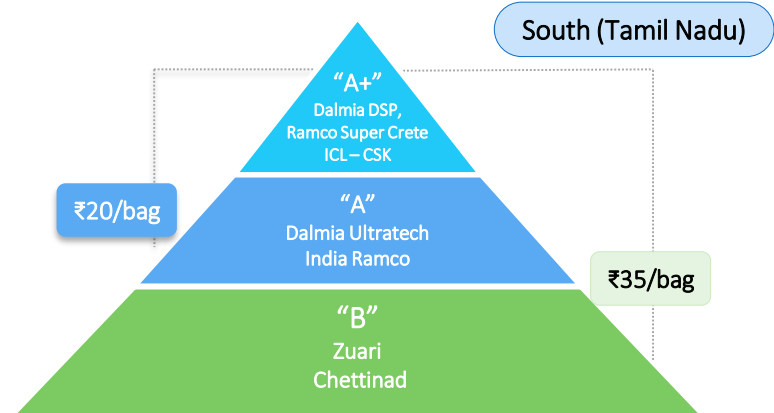 South (Tamil Nadu)
“A+”
Dalmia DSP,
Ramco Super Crete
ICL – CSK
₹20/bag
“A”
Dalmia Ultratech
India Ramco
₹35/bag
“B”
Zuari
Chettinad